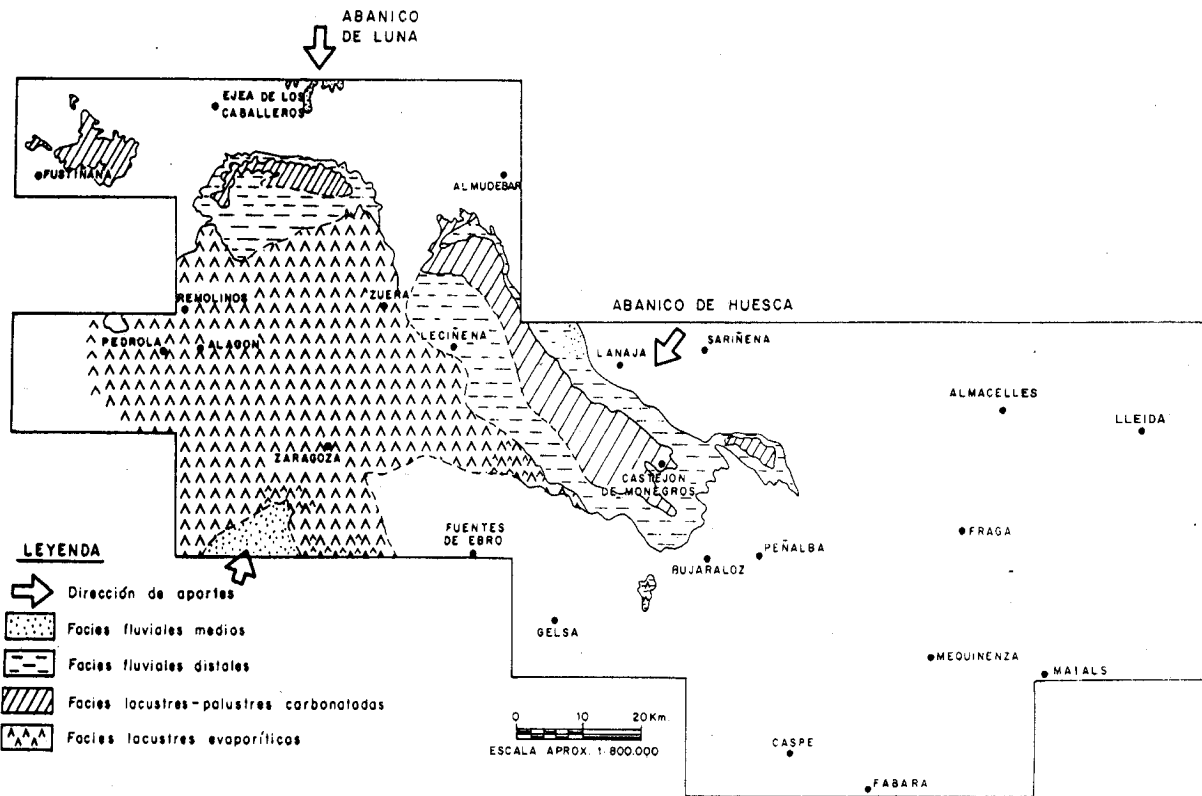 ABANICO
DE LUNA
EJEA DE LOS
CABALLEROS
FUSTIÑANA
ALMUDEBAR
REMOLINOS
ZUERA
ABANICO DE HUESCA
PEDROLA
ALAGON
LECIÑENA
LANAJA
SARIÑENA
ALMACELLES
LLEIDA
ZARAGOZA
CASTEJON
DE MONEGROS
FUENTES
DE EBRO
FRAGA
PEÑALBA
BUJARALOZ
GELSA
MEQUINENZA
MAIALS
CASPE
FABARA
LEYENDA
Dirección de aportes
Facies fluviales medios
Facies fluviales distales
Facies lacustres-palustres carbonatadas
Facies lacustres evaporíticas
0 10 20 Km.
ESCALA APROX. 1:800.000